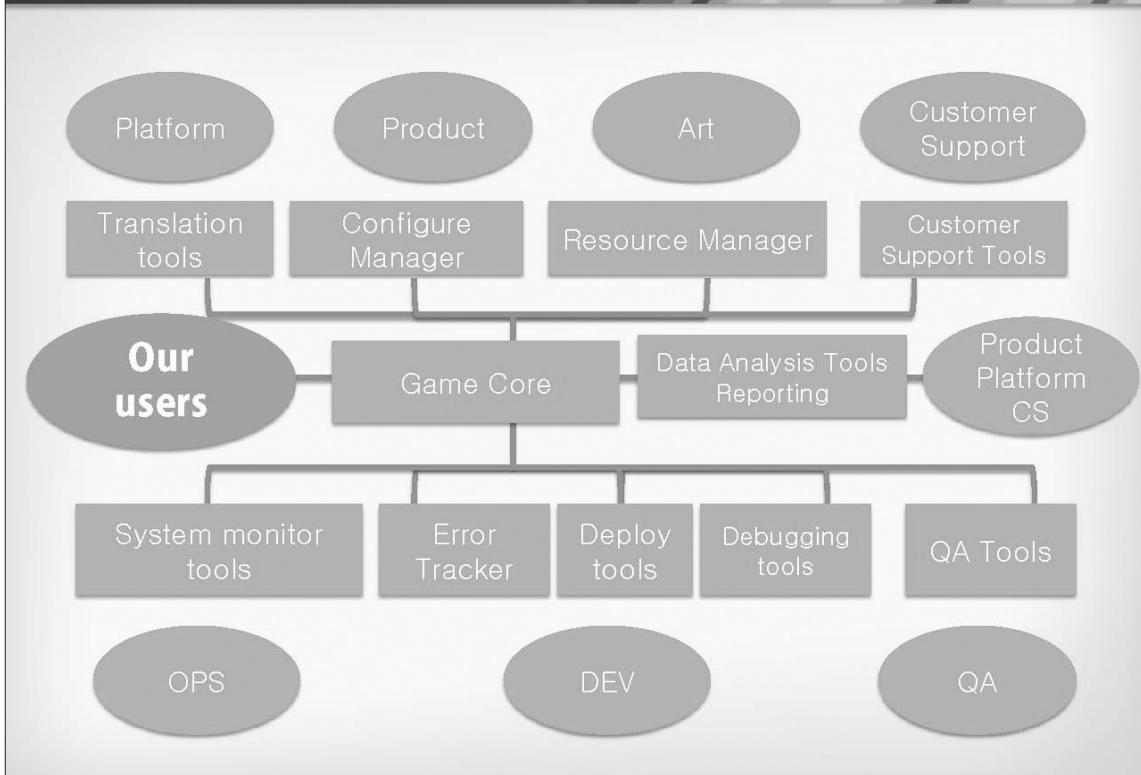 Platform
Product
Art
Customer
Support
Translation
tools
Configure
Manager
Resource Manager
Customer
Support Tools
Our
users
Game Core
Data Analysis Tools
Reporting
Product
Platform
CS
System monitor
tools
Error
Tracker
Deploy
tools
Debugging
tools
QA Tools
OPS
DEV
QA